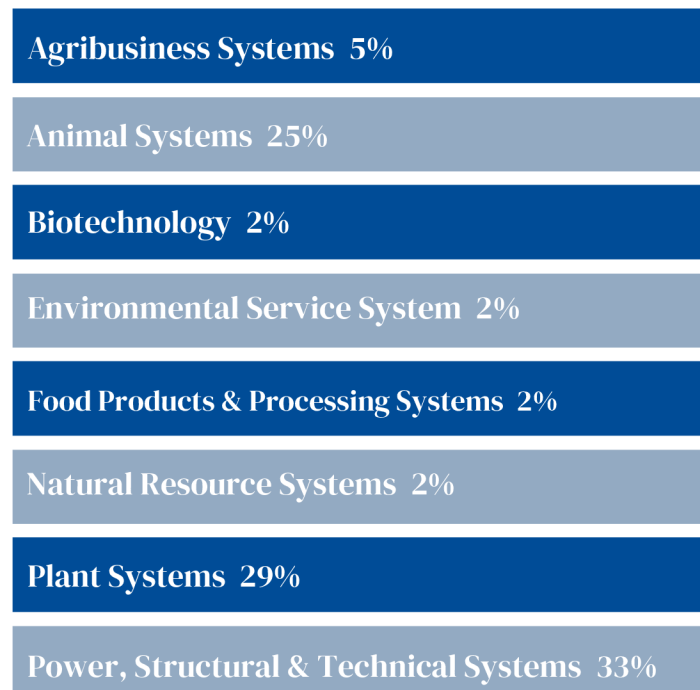 Agribusiness Systems 5%
Animal Systems 25%
Biotechnology 2%
Environmental Service System 2%
Food Products & Processing Systems 2%
Natural Resource Systems 2%
Plant Systems 29%
Power, Structural & Technical Systems 33%